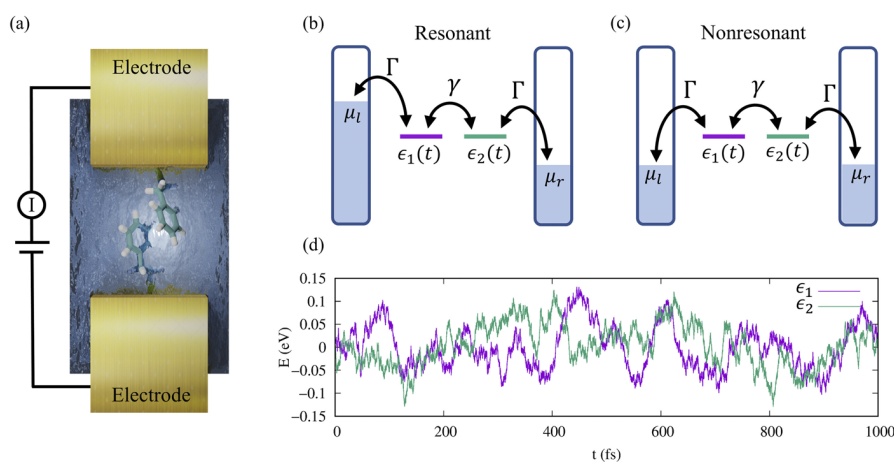 (a)
Electrode
I
Electrode
(b)
Resonant
Γ
γ
Γ
μ_l
ϵ_1(t)
ϵ_2(t)
μ_r
(c)
Nonresonant
Γ
γ
Γ
μ_l
ϵ_1(t)
ϵ_2(t)
μ_r
(d)
E (eV)
0.15
0.1
0.05
0
−0.05
−0.1
−0.15
ϵ_1
ϵ_2
0 200 400 600 800 1000
t (fs)